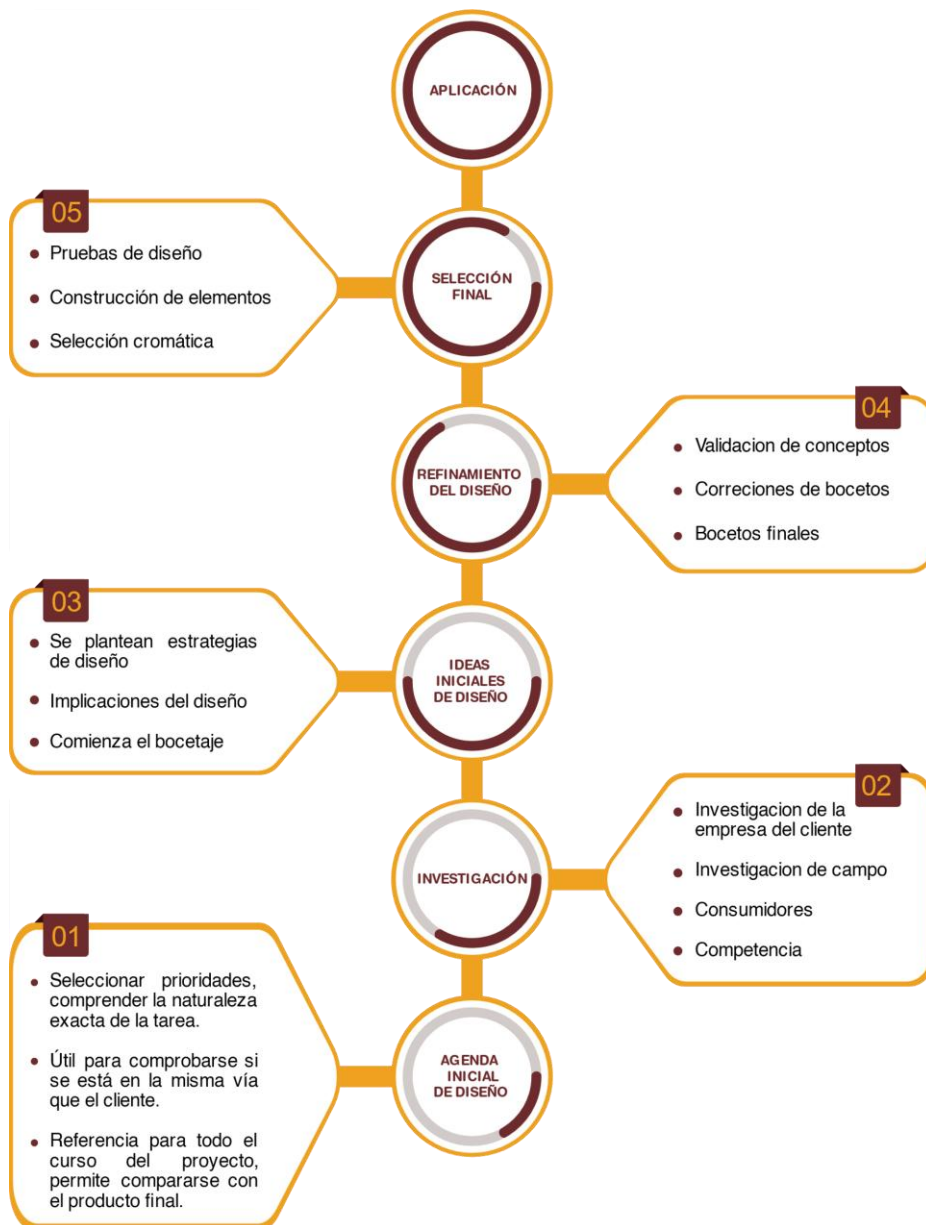 APLICACIÓN
05
Pruebas de diseño
Construcción de elementos
Selección cromática
SELECCIÓN
FINAL
REFINAMIENTO
DEL DISEÑO
04
Validacion de conceptos
Correciones de bocetos
Bocetos finales
03
Se plantean estrategias
de diseño
Implicaciones del diseño
Comienza el bocetaje
IDEAS
INICIALES
DE DISEÑO
INVESTIGACIÓN
02
Investigacion de la
empresa del cliente
Investigacion de campo
Consumidores
Competencia
01
Seleccionar prioridades,
comprender la naturaleza
exacta de la tarea.
Útil para comprobarse si
se está en la misma vía
que el cliente.
Referencia para todo el
curso del proyecto,
permite compararse con
el producto final.
AGENDA
INICIAL
DE DISEÑO